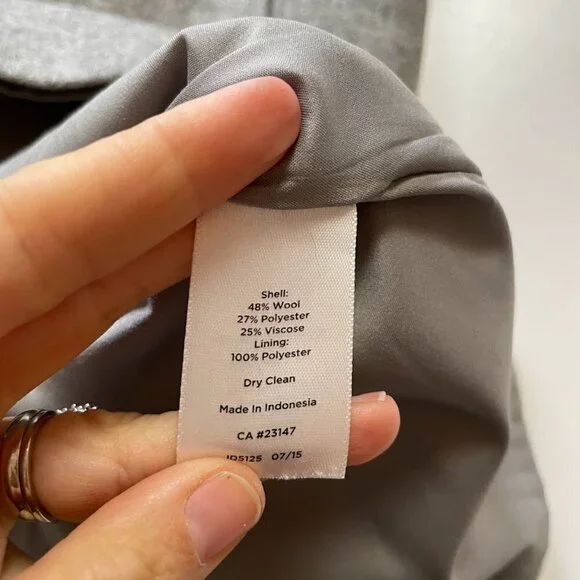 Shell:
48% Wool
27% Polyester
25% Viscose
Lining:
100% Polyester
Dry Clean
Made In Indonesia
CA #23147
07/15